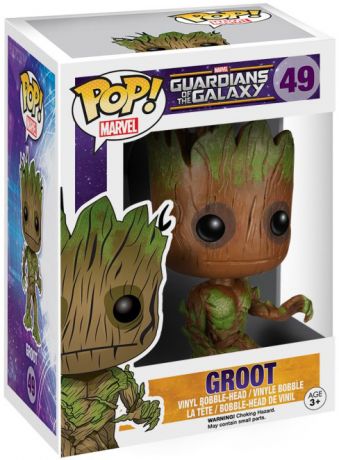 POP!
MARVEL
MARVEL
GUARDIANS
OF THE GALAXY
49
GROOT
49
GROOT
VINYL BOBBLE-HEAD / VINYLE BOBBLE
LA TÊTE / BOBBLE-HEAD DE VINIL
WARNING! Choking Hazard.
May contain small parts.
AGE
3+